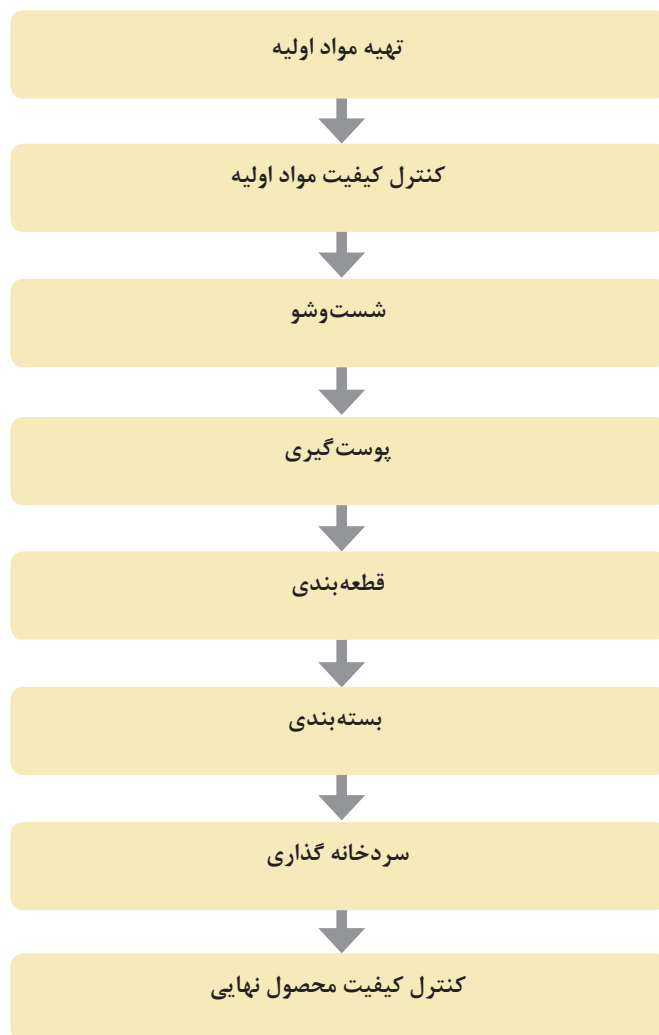 تهیه مواد اولیه
کنترل کیفیت مواد اولیه
شست‌وشو
پوست‌گیری
قطعه‌بندی
بسته‌بندی
سردخانه گذاری
کنترل کیفیت محصول نهایی